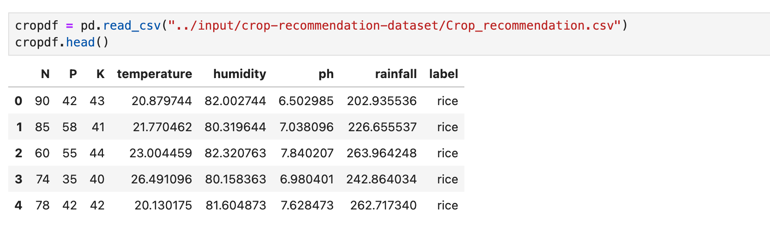 cropdf = pd.read_csv("../input/crop-recommendation-dataset/Crop_recommendation.csv")
cropdf.head()
N P K temperature humidity ph rainfall label
0 90 42 43 20.879744 82.002744 6.502985 202.935536 rice
1 85 58 41 21.770462 80.319644 7.038096 226.655537 rice
2 60 55 44 23.004459 82.320763 7.840207 263.964248 rice
3 74 35 40 26.491096 80.158363 6.980401 242.864034 rice
4 78 42 42 20.130175 81.604873 7.628473 262.717340 rice